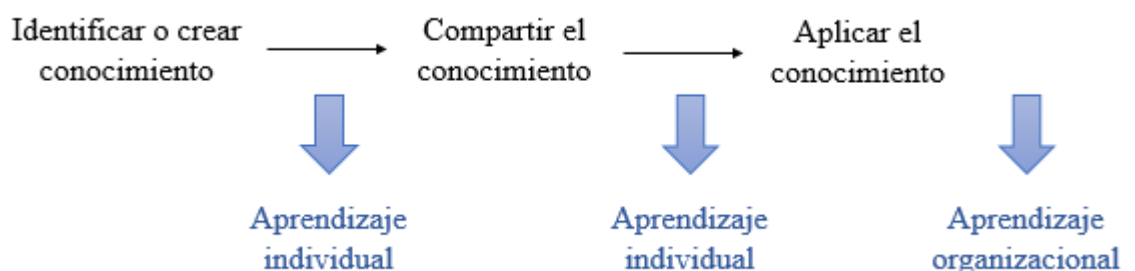 Identificar o crear
conocimiento
Compartir el
conocimiento
Aplicar el
conocimiento
Aprendizaje
individual
Aprendizaje
individual
Aprendizaje
organizacional